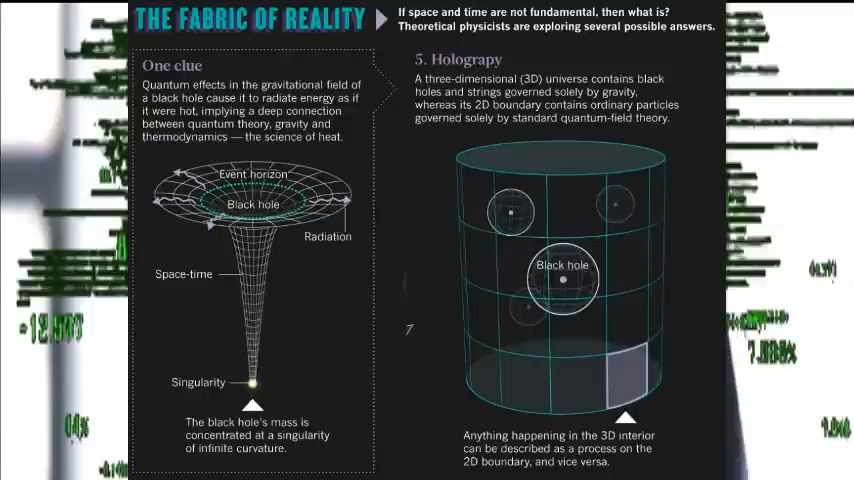 THE FABRIC OF REALITY
If space and time are not fundamental, then what is?
Theoretical physicists are exploring several possible answers.
One clue
Quantum effects in the gravitational field of
a black hole cause it to radiate energy as if
it were hot, implying a deep connection
between quantum theory, gravity and
thermodynamics — the science of heat.
Event horizon
Black hole
Radiation
Space-time
Singularity
The black hole's mass is
concentrated at a singularity
of infinite curvature.
5. Holograpy
A three-dimensional (3D) universe contains black
holes and strings governed solely by gravity,
whereas its 2D boundary contains ordinary particles
governed solely by standard quantum-field theory.
Black hole
Anything happening in the 3D interior
can be described as a process on the
2D boundary, and vice versa.